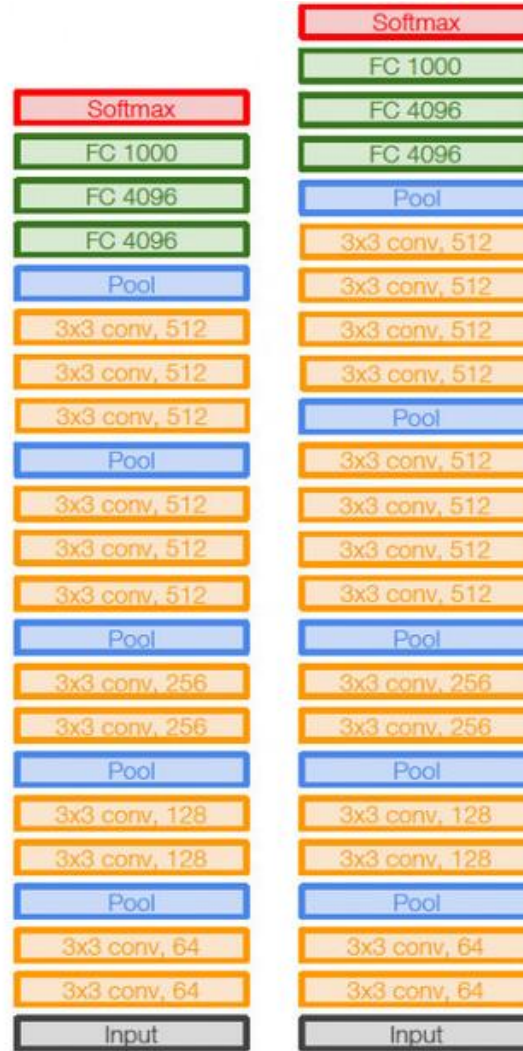 Softmax
FC 1000
FC 4096
FC 4096
Pool
3x3 conv, 512
3x3 conv, 512
3x3 conv, 512
Pool
3x3 conv, 512
3x3 conv, 512
3x3 conv, 512
Pool
3x3 conv, 256
3x3 conv, 256
Pool
3x3 conv, 128
3x3 conv, 128
Pool
3x3 conv, 64
3x3 conv, 64
Input
Softmax
FC 1000
FC 4096
FC 4096
Pool
3x3 conv, 512
3x3 conv, 512
3x3 conv, 512
3x3 conv, 512
Pool
3x3 conv, 512
3x3 conv, 512
3x3 conv, 512
3x3 conv, 512
Pool
3x3 conv, 256
3x3 conv, 256
Pool
3x3 conv, 128
3x3 conv, 128
Pool
3x3 conv, 64
3x3 conv, 64
Input